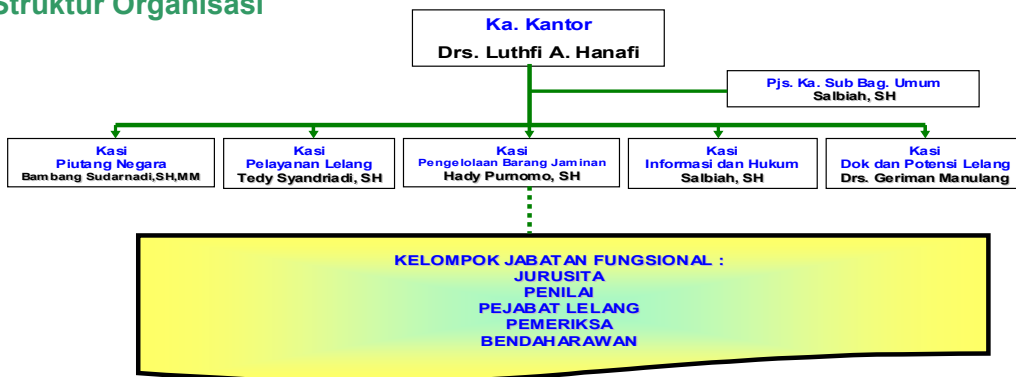 Struktur Organisasi
Ka. Kantor
Drs. Luthfi A. Hanafi
Pjs. Ka. Sub Bag. Umum
Salbiah, SH
Kasi
Piutang Negara
Bambang Sudarnadi,SH,MM
Kasi
Pelayanan Lelang
Tedy Syandriadi, SH
Kasi
Pengelolaan Barang Jaminan
Hady Purnomo, SH
Kasi
Informasi dan Hukum
Salbiah, SH
Kasi
Dok dan Potensi Lelang
Drs. Geriman Manulang
KELOMPOK JABATAN FUNGSIONAL :
JURUSITA
PENILAI
PEJABAT LELANG
PEMERIKSA
BENDAHARAWAN